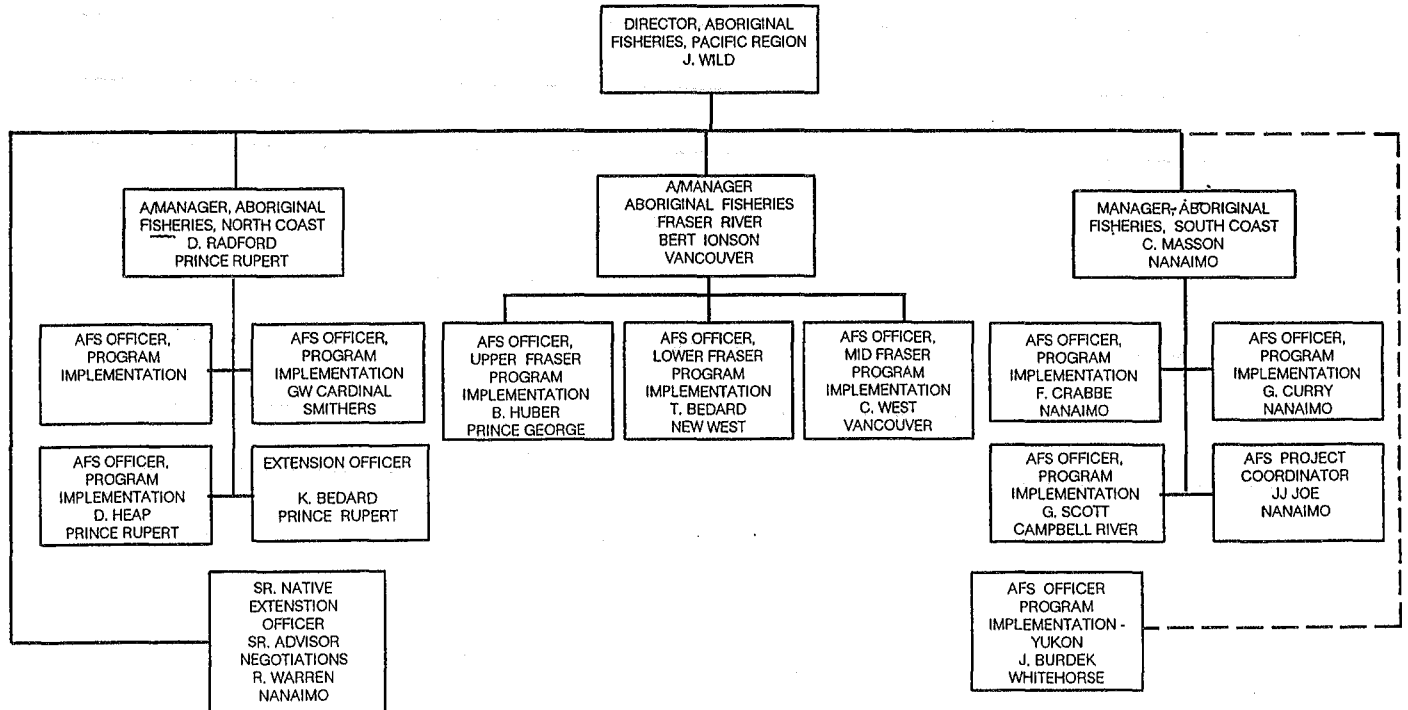 DIRECTOR, ABORIGINAL
FISHERIES, PACIFIC REGION
J. WILD
A/MANAGER, ABORIGINAL
FISHERIES, NORTH COAST
D. RADFORD
PRINCE RUPERT
A/MANAGER
ABORIGINAL FISHERIES
FRASER RIVER
BERT IONSON
VANCOUVER
MANAGER, ABORIGINAL
FISHERIES, SOUTH COAST
C. MASSON
NANAIMO
AFS OFFICER,
PROGRAM
IMPLEMENTATION
AFS OFFICER,
PROGRAM
IMPLEMENTATION
GW CARDINAL
SMITHERS
AFS OFFICER,
UPPER FRASER
PROGRAM
IMPLEMENTATION
B. HUBER
PRINCE GEORGE
AFS OFFICER,
LOWER FRASER
PROGRAM
IMPLEMENTATION
T. BEDARD
NEW WEST
AFS OFFICER,
MID FRASER
PROGRAM
IMPLEMENTATION
C. WEST
VANCOUVER
AFS OFFICER,
PROGRAM
IMPLEMENTATION
F. CRABBE
NANAIMO
AFS OFFICER,
PROGRAM
IMPLEMENTATION
G. CURRY
NANAIMO
AFS OFFICER,
PROGRAM
IMPLEMENTATION
D. HEAP
PRINCE RUPERT
EXTENSION OFFICER
K. BEDARD
PRINCE RUPERT
AFS OFFICER,
PROGRAM
IMPLEMENTATION
G. SCOTT
CAMPBELL RIVER
AFS PROJECT
COORDINATOR
JJ JOE
NANAIMO
SR. NATIVE
EXTENSTION
OFFICER
SR. ADVISOR
NEGOTIATIONS
R. WARREN
NANAIMO
AFS OFFICER
PROGRAM
IMPLEMENTATION -
YUKON
J. BURDEK
WHITEHORSE